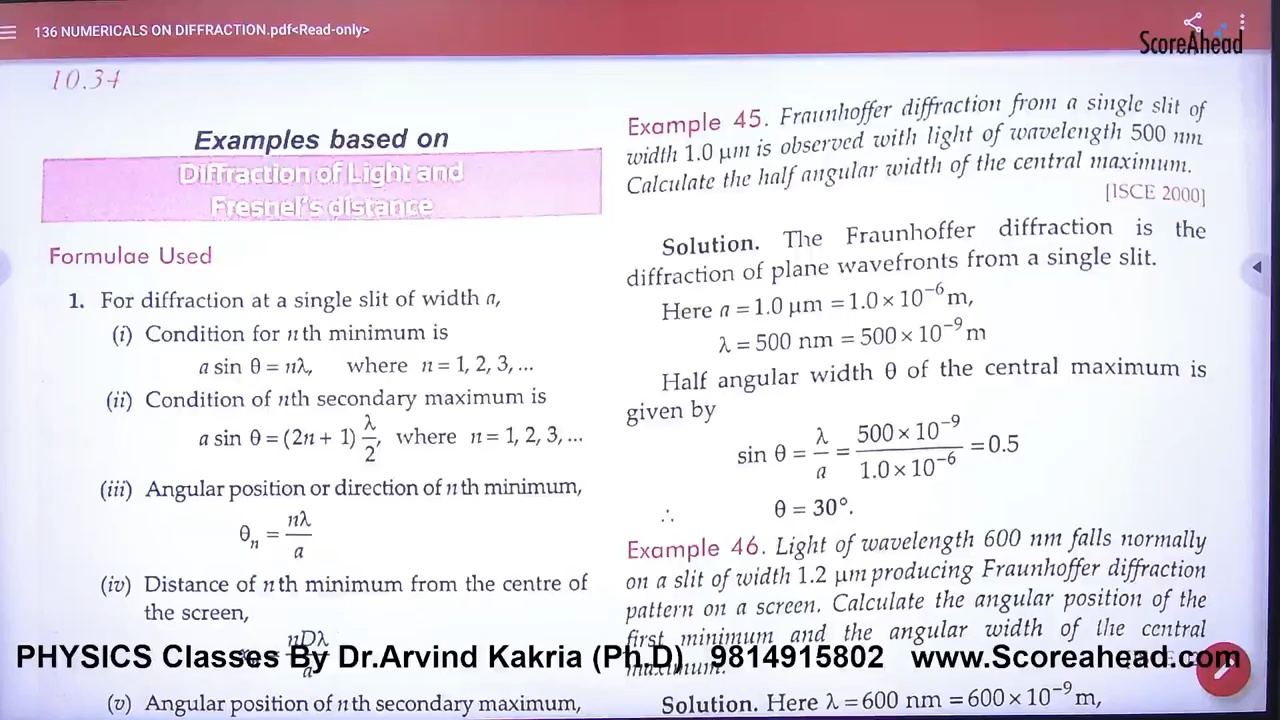 136 NUMERICALS ON DIFFRACTION.pdf<Read-only>
ScoreAhead
10.34
Examples based on
Diffraction of Light and
Fresnel's distance
Formulae Used
1. For diffraction at a single slit of width a,
(i) Condition for nth minimum is
a sin θ = nλ, where n = 1, 2, 3, ...
(ii) Condition of nth secondary maximum is
a sin θ = (2n + 1) λ/2, where n = 1, 2, 3, ...
(iii) Angular position or direction of nth minimum,
θn = nλ/a
(iv) Distance of nth minimum from the centre of
the screen,
nDλ
a
(v) Angular position of nth secondary maximum,
Example 45. Fraunhoffer diffraction from a single slit of
width 1.0 μm is observed with light of wavelength 500 nm.
Calculate the half angular width of the central maximum.
[ISCE 2000]
Solution. The Fraunhoffer diffraction is the
diffraction of plane wavefronts from a single slit.
Here a = 1.0 μm = 1.0 × 10⁻⁶ m,
λ = 500 nm = 500 × 10⁻⁹ m
Half angular width θ of the central maximum is
given by
sin θ = λ/a = 500 × 10⁻⁹ / 1.0 × 10⁻⁶ = 0.5
∴ θ = 30°.
Example 46. Light of wavelength 600 nm falls normally
on a slit of width 1.2 μm producing Fraunhoffer diffraction
pattern on a screen. Calculate the angular position of the
first minimum and the angular width of the central
maximum.
Solution. Here λ = 600 nm = 600 × 10⁻⁹ m,
PHYSICS Classes By Dr.Arvind Kakria (Ph.D) 9814915802 www.Scoreahead.com